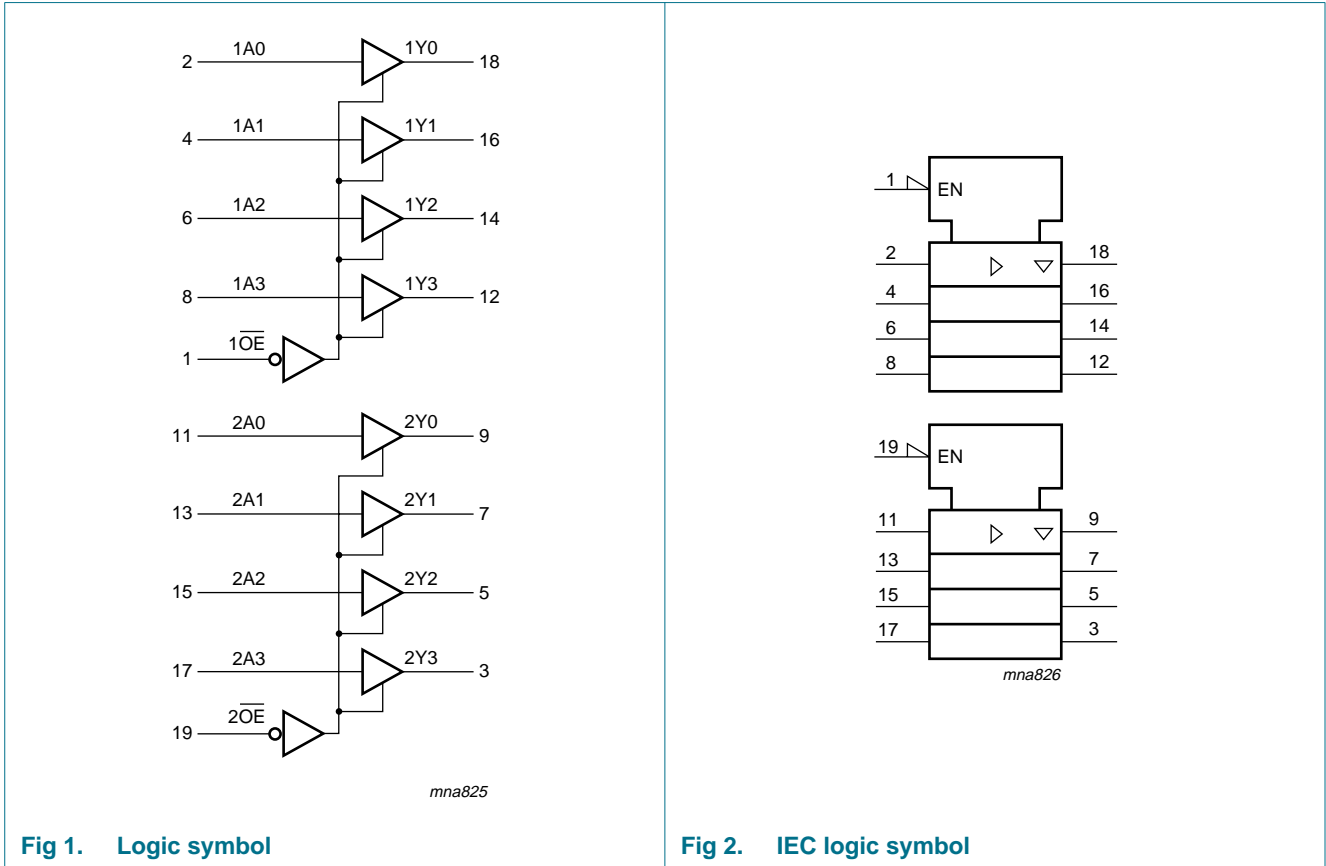 2 1A0 1Y0 18
4 1A1 1Y1 16
6 1A2 1Y2 14
8 1A3 1Y3 12
1 1O̅E̅
11 2A0 2Y0 9
13 2A1 2Y1 7
15 2A2 2Y2 5
17 2A3 2Y3 3
19 2O̅E̅
mna825
Fig 1. Logic symbol
1 EN
2 18
4 16
6 14
8 12
19 EN
11 9
13 7
15 5
17 3
mna826
Fig 2. IEC logic symbol